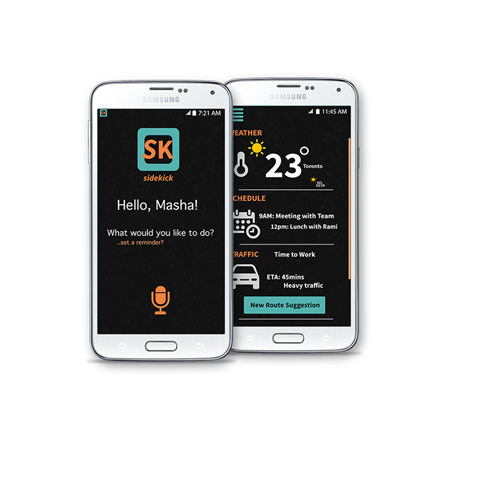 SAMSUNG
SK
7:21 AM
SK
sidekick
Hello, Masha!
What would you like to do?
..set a reminder?
SAMSUNG
11:45 AM
WEATHER
23°
Toronto
SCHEDULE
9AM: Meeting with Team
12pm: Lunch with Rami
TRAFFIC
Time to Work
ETA: 45mins
Heavy traffic
New Route Suggestion